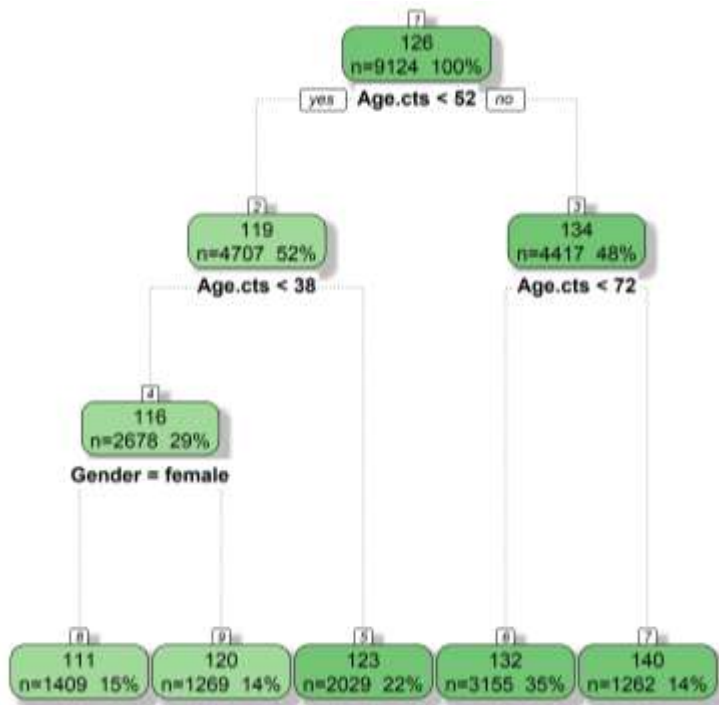 1
126
n=9124 100%
yes Age.cts < 52 no
2
119
n=4707 52%
Age.cts < 38
3
134
n=4417 48%
Age.cts < 72
4
116
n=2678 29%
Gender = female
8
111
n=1409 15%
9
120
n=1269 14%
5
123
n=2029 22%
6
132
n=3155 35%
7
140
n=1262 14%